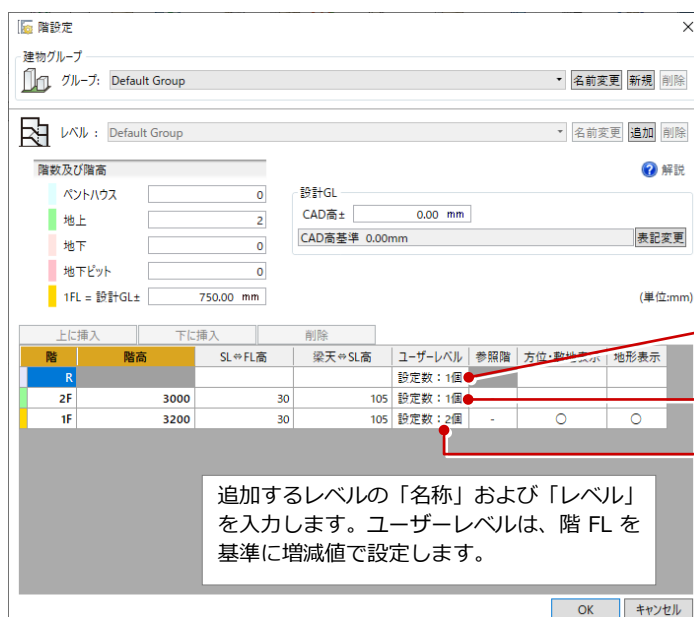 階設定
建物グループ
グループ: Default Group 名前変更 新規 削除
レベル : Default Group 名前変更 追加 削除
階数及び階高 解説
ペントハウス 0
地上 2
地下 0
地下ピット 0
1FL = 設計GL± 750.00 mm
設計GL
CAD高± 0.00 mm
CAD高基準 0.00mm 表記変更
(単位:mm)
上に挿入 下に挿入 削除
階 階高 SL⇔FL高 梁天⇔SL高 ユーザーレベル 参照階 方位・敷地表示 地形表示
R 設定数：1個
2F 3000 30 105 設定数：1個
1F 3200 30 105 設定数：2個 - ○ ○
追加するレベルの「名称」および「レベル」
を入力します。ユーザーレベルは、階 FL を
基準に増減値で設定します。
OK キャンセル